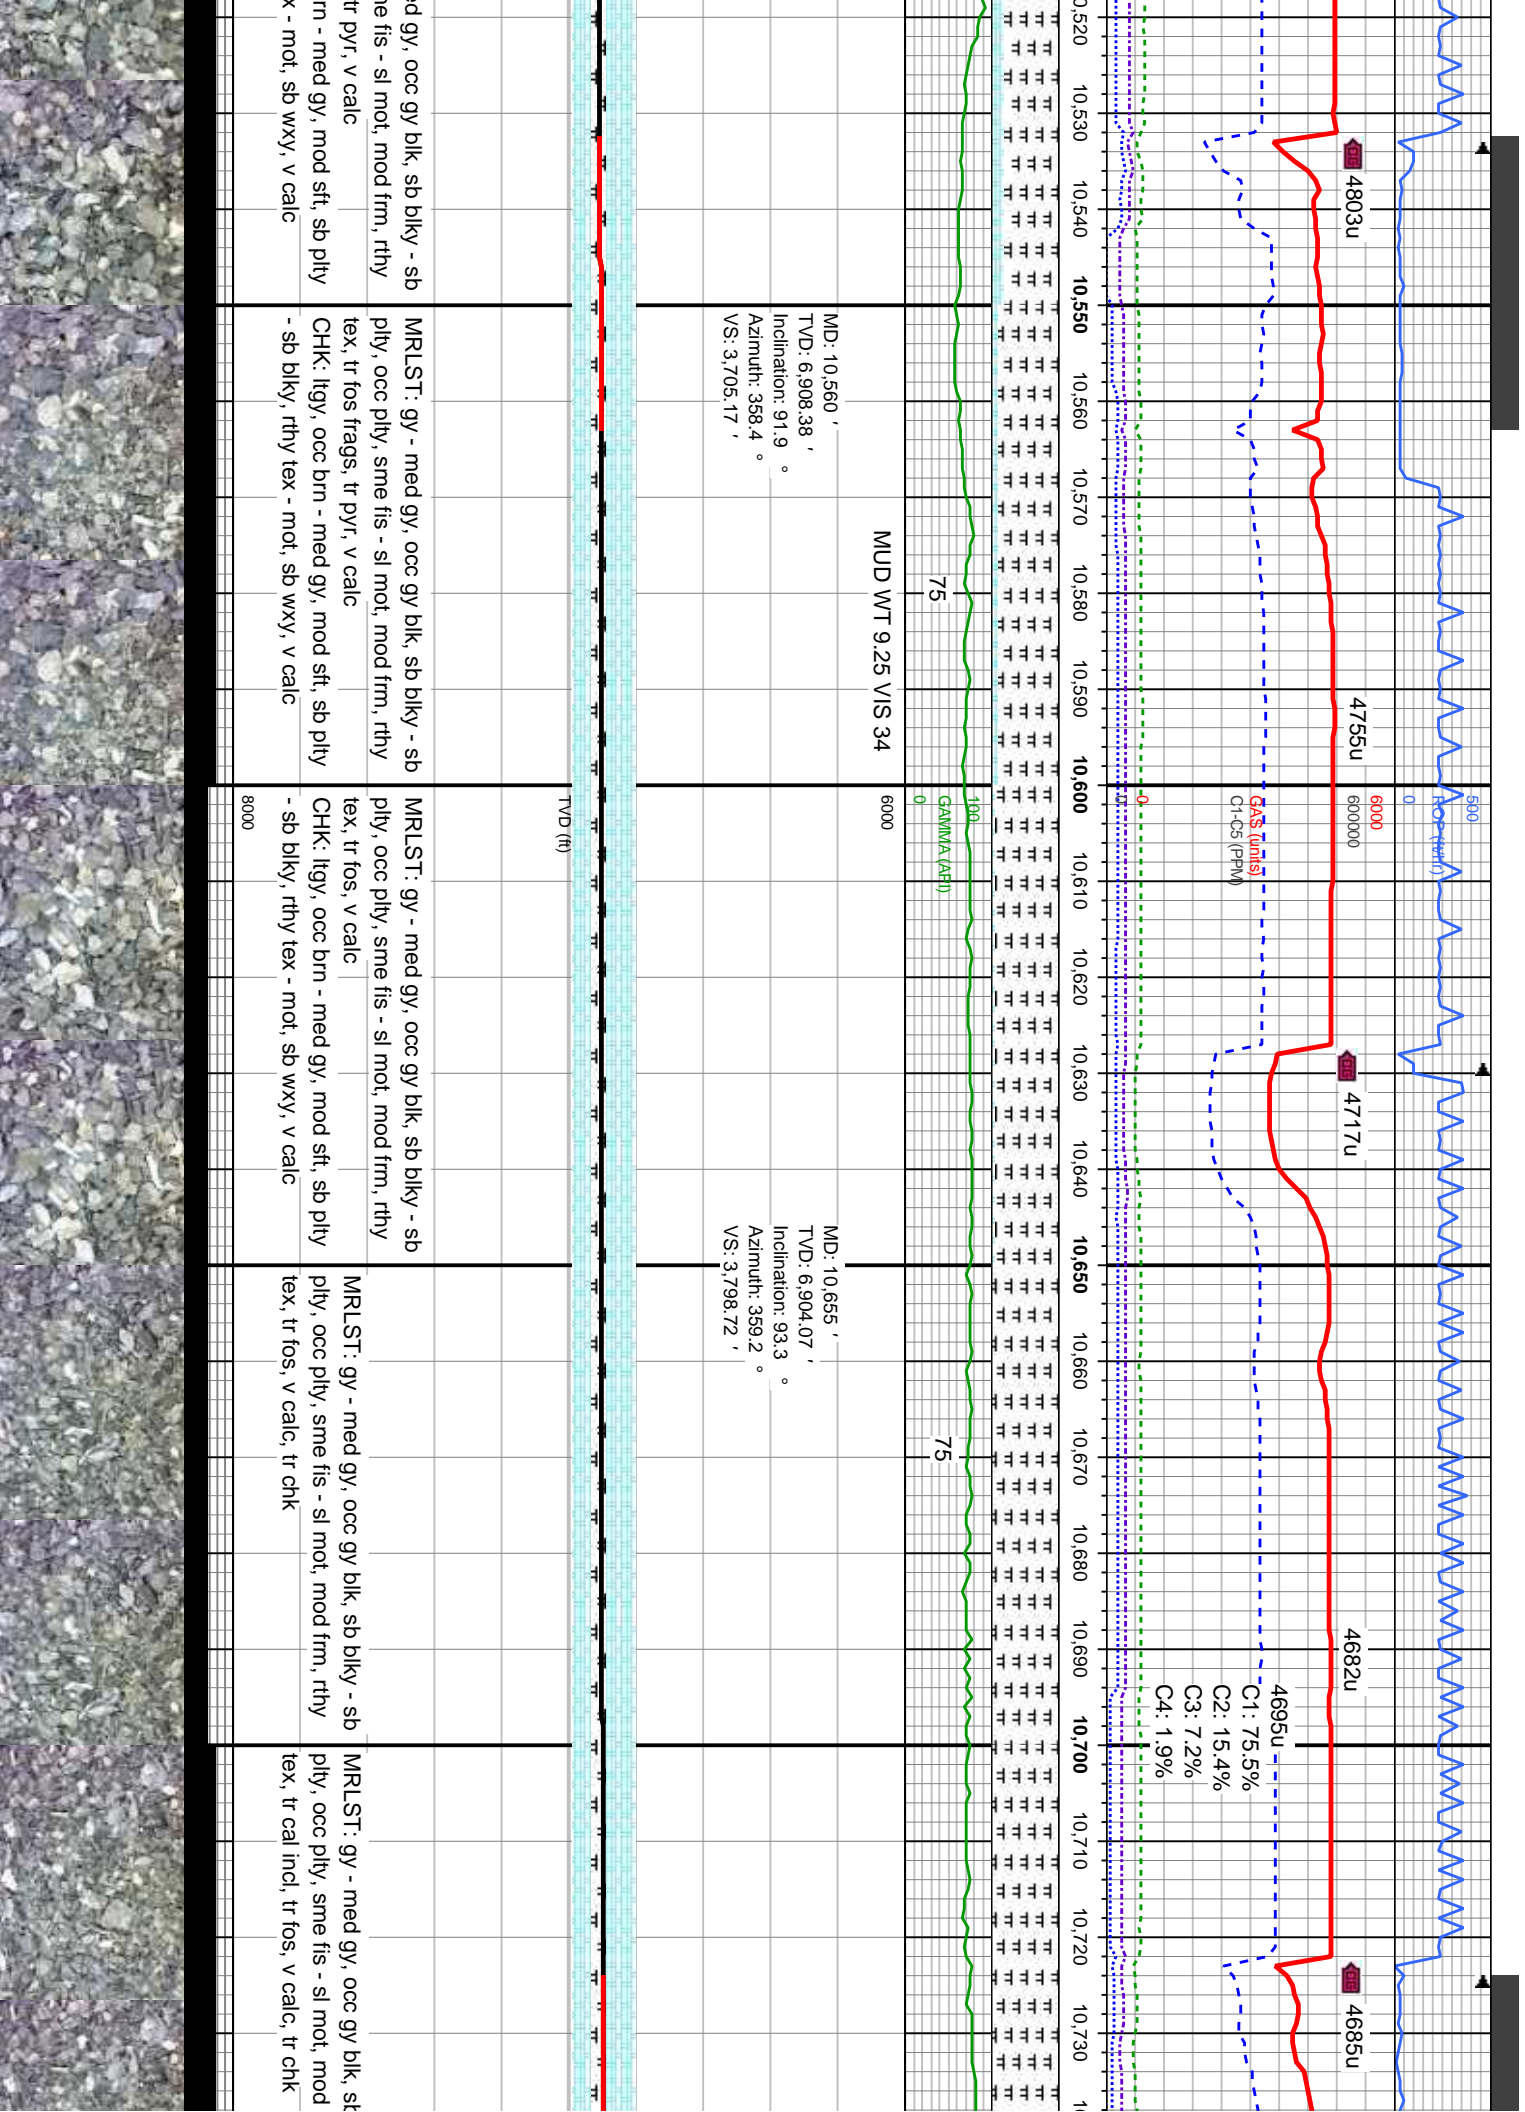 10,520
10,530
10,540
10,550
10,560
10,570
10,580
10,590
10,600
10,610
10,620
10,630
10,640
10,650
10,660
10,670
10,680
10,690
10,700
10,710
10,720
10,730
500
ROP (ft/hr)
0
6000
600000
GAS (units)
C1-C5 (PPM)
0
0
CG
4803u
4755u
CG
4717u
4682u
4695u
C1: 75.5%
C2: 15.4%
C3: 7.2%
C4: 1.9%
CG
4685u
100
GAMMA (API)
0
75
75
MUD WT 9.25 VIS 34
6000
TVD (ft)
8000
MD: 10,560 '
TVD: 6,908.38 '
Inclination: 91.9 °
Azimuth: 358.4 °
VS: 3,705.17 '
MD: 10,655 '
TVD: 6,904.07 '
Inclination: 93.3 °
Azimuth: 359.2 °
VS: 3,798.72 '
ed gy, occ gy blk, sb blky - sb
ne fis - sl mot, mod frm, rthy
tr pyr, v calc
rn - med gy, mod sft, sb plty
x - mot, sb wxy, v calc
MRLST: gy - med gy, occ gy blk, sb blky - sb
plty, occ plty, sme fis - sl mot, mod frm, rthy
tex, tr fos frags, tr pyr, v calc
CHK: ltgy, occ brn - med gy, mod sft, sb plty
- sb blky, rthy tex - mot, sb wxy, v calc
MRLST: gy - med gy, occ gy blk, sb blky - sb
plty, occ plty, sme fis - sl mot, mod frm, rthy
tex, tr fos, v calc
CHK: ltgy, occ brn - med gy, mod sft, sb plty
- sb blky, rthy tex - mot, sb wxy, v calc
MRLST: gy - med gy, occ gy blk, sb blky - sb
plty, occ plty, sme fis - sl mot, mod frm, rthy
tex, tr fos, v calc, tr chk
MRLST: gy - med gy, occ gy blk, sb
plty, occ plty, sme fis - sl mot, mod
tex, tr cal incl, tr fos, v calc, tr chk